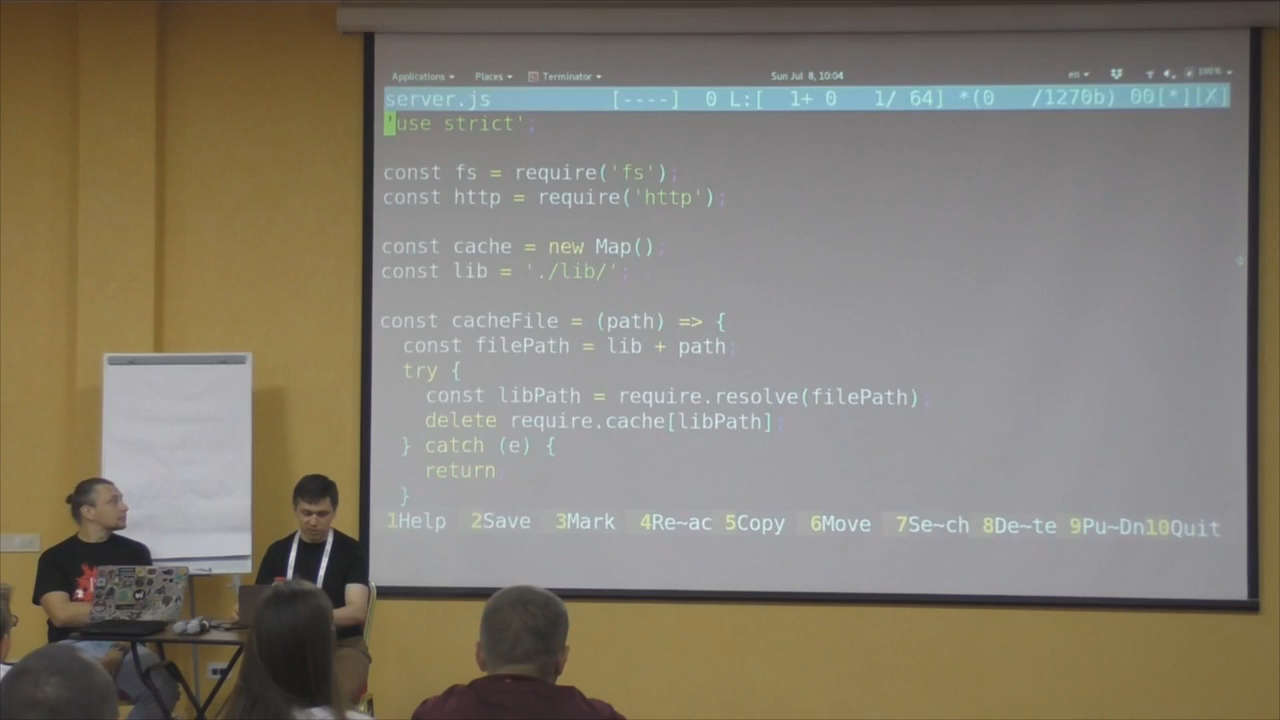 Applications Places Terminator Sun Jul 8, 10:04 en 100%
server.js [----] 0 L:[ 1+ 0 1/ 64] *(0 /1270b) 00[*][X]
'use strict';
const fs = require('fs');
const http = require('http');
const cache = new Map();
const lib = './lib/';
const cacheFile = (path) => {
const filePath = lib + path;
try {
const libPath = require.resolve(filePath);
delete require.cache[libPath];
} catch (e) {
return;
}
1Help 2Save 3Mark 4Re~ac 5Copy 6Move 7Se~ch 8De~te 9Pu~Dn10Quit